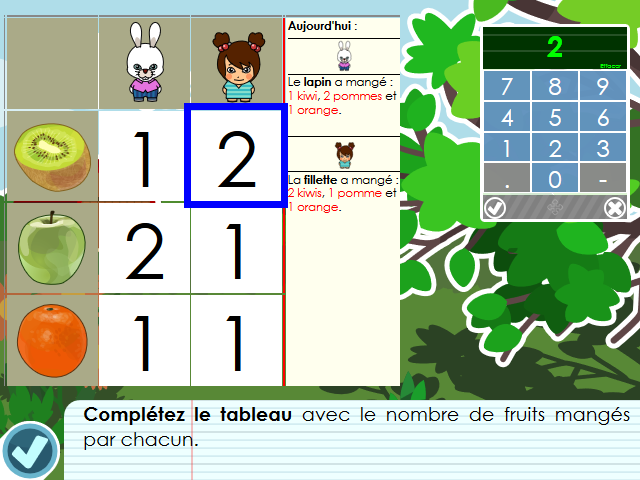 Aujourd'hui :
Le lapin a mangé :
1 kiwi, 2 pommes et
1 orange.
La fillette a mangé :
2 kiwis, 1 pomme et
1 orange.
1 2
2 1
1 1
2
Effacer
7 8 9
4 5 6
1 2 3
. 0 -
Complétez le tableau avec le nombre de fruits mangés
par chacun.